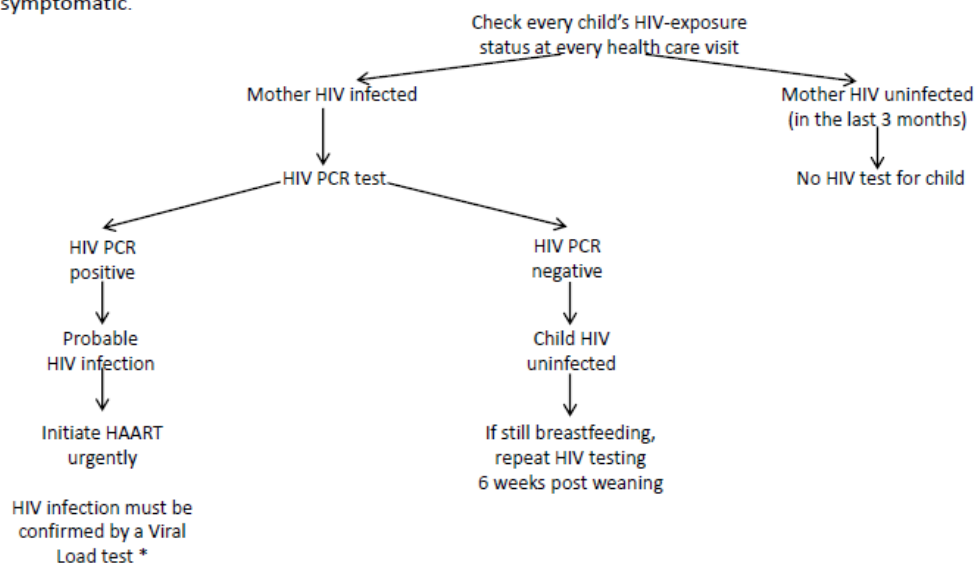 symptomatic.
Check every child's HIV-exposure
status at every health care visit
Mother HIV infected
Mother HIV uninfected
(in the last 3 months)
HIV PCR test
No HIV test for child
HIV PCR
positive
HIV PCR
negative
Probable
HIV infection
Child HIV
uninfected
Initiate HAART
urgently
If still breastfeeding,
repeat HIV testing
6 weeks post weaning
HIV infection must be
confirmed by a Viral
Load test *